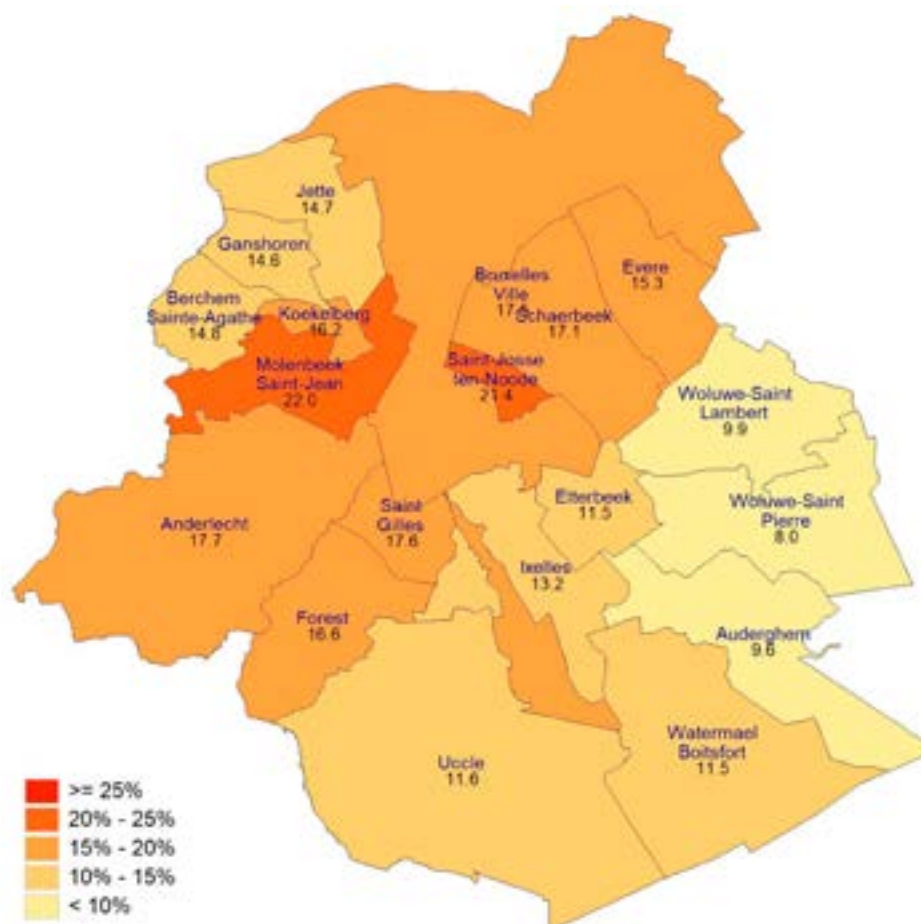 Jette
14.7
Ganshoren
14.6
Berchem
Sainte-Agathe
14.8
Koekelberg
16.2
Molenbeek
Saint-Jean
22.0
Ville
Schaerbeek
17.1
Evere
15.3
Saint-Josse
ten-Noode
21.4
Woluwe-Saint
Lambert
9.9
Woluwe-Saint
Pierre
8.0
Etterbeek
11.5
Anderlecht
17.7
Saint
Gilles
17.6
Ixelles
13.2
Forest
16.6
Auderghem
9.6
Uccle
11.6
Watermael
Boitsfort
11.5
>= 25%
20% - 25%
15% - 20%
10% - 15%
< 10%